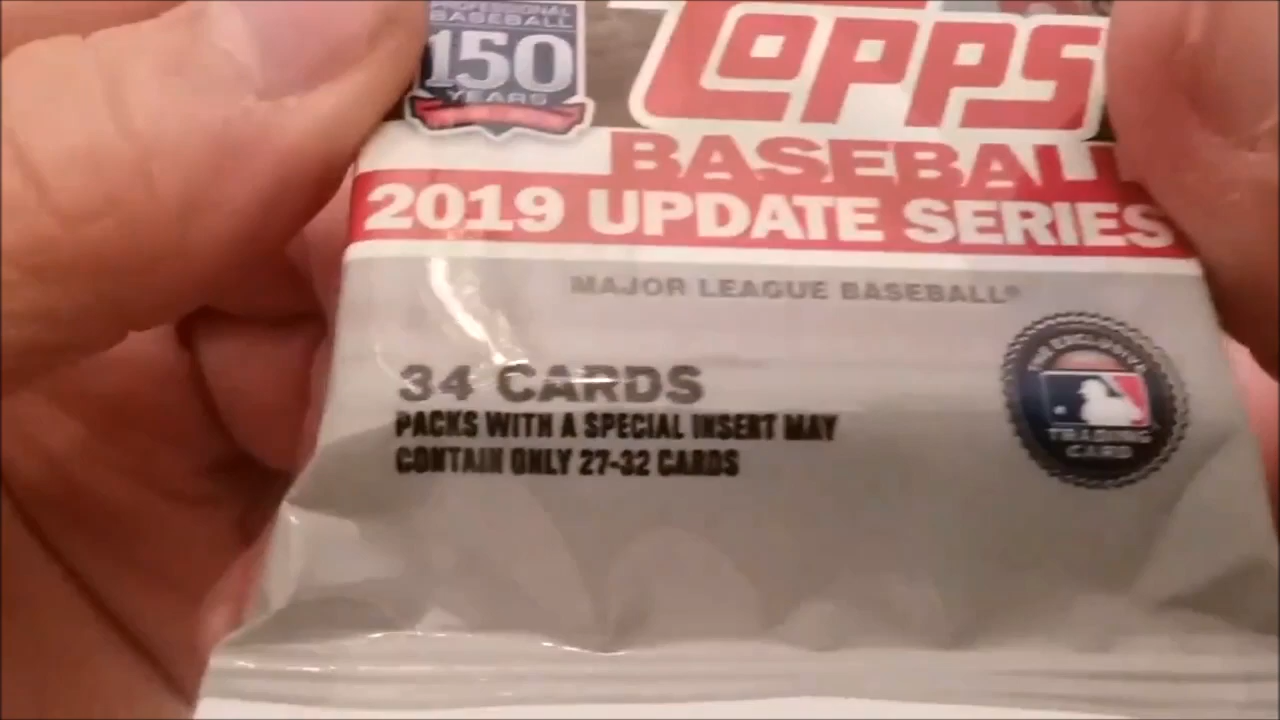 PROFESSIONAL
BASEBALL
150
YEARS
TOPPS
BASEBALL
2019 UPDATE SERIES
MAJOR LEAGUE BASEBALL®
34 CARDS
PACKS WITH A SPECIAL INSERT MAY
CONTAIN ONLY 27-32 CARDS
EXCLUSIVE
TRADING
CARD